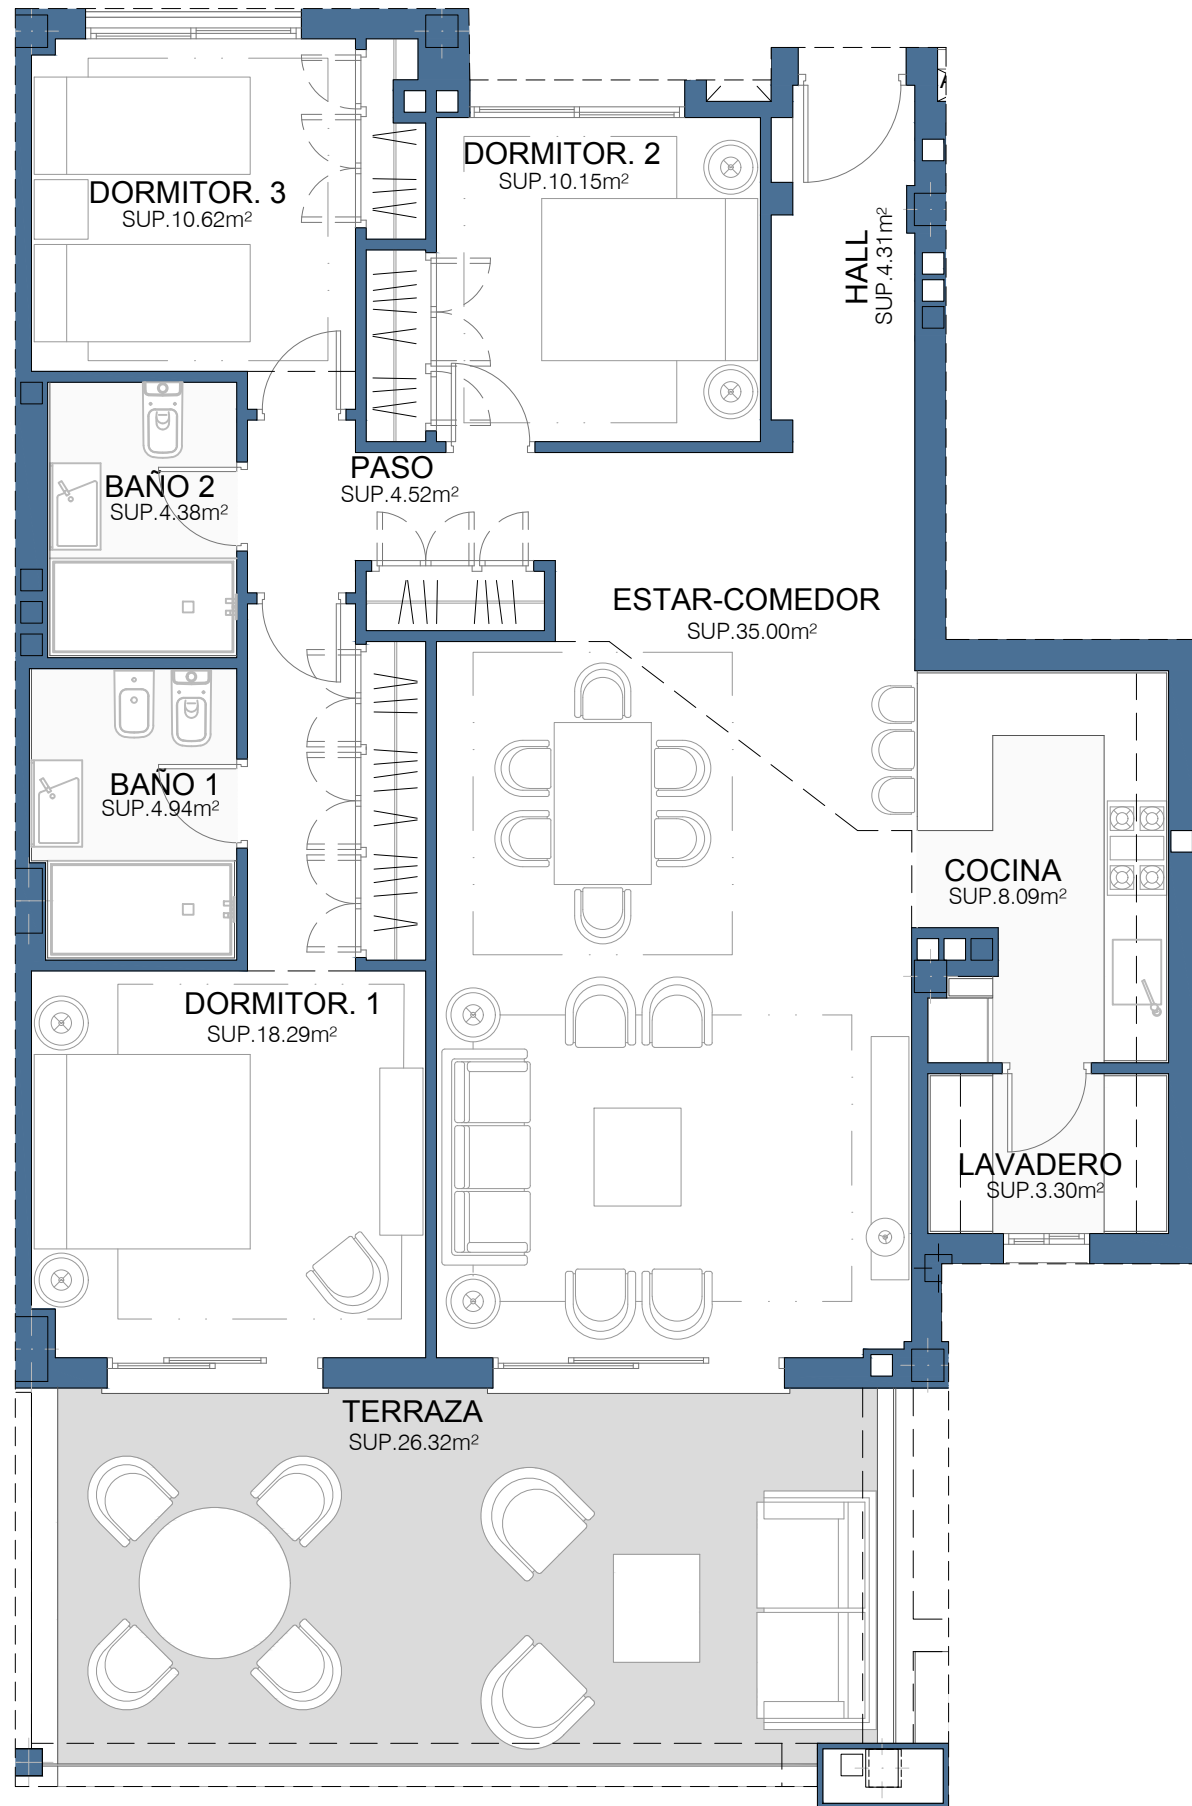 DORMITOR. 3
SUP.10.62m²
DORMITOR. 2
SUP.10.15m²
HALL
SUP.4.31m²
PASO
SUP.4.52m²
BAÑO 2
SUP.4.38m²
ESTAR-COMEDOR
SUP.35.00m²
BAÑO 1
SUP.4.94m²
COCINA
SUP.8.09m²
DORMITOR. 1
SUP.18.29m²
LAVADERO
SUP.3.30m²
TERRAZA
SUP.26.32m²